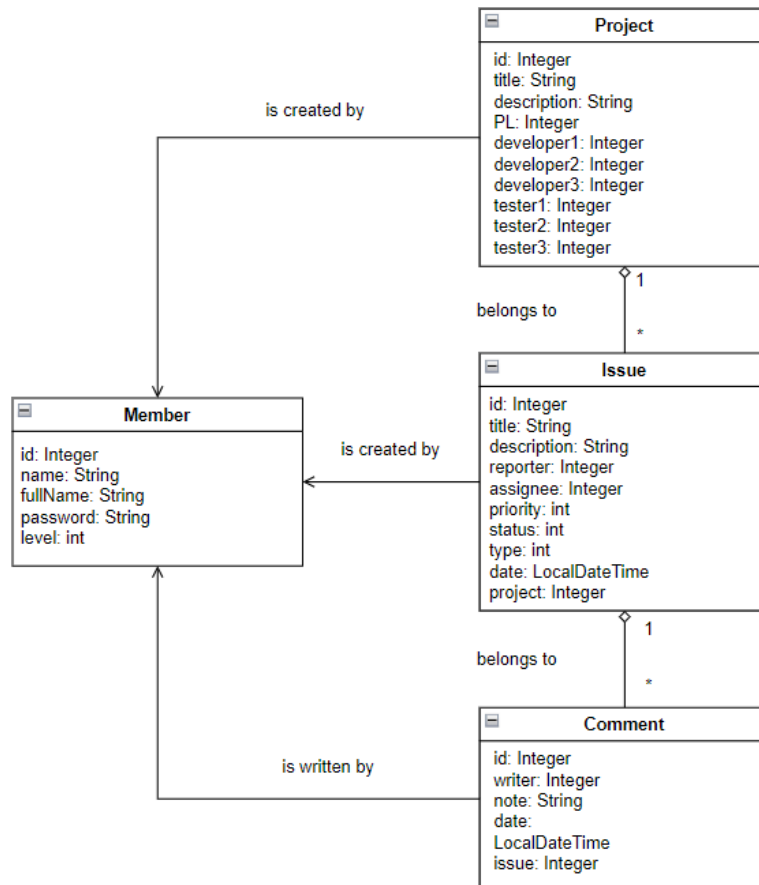 Project
id: Integer
title: String
description: String
PL: Integer
developer1: Integer
developer2: Integer
developer3: Integer
tester1: Integer
tester2: Integer
tester3: Integer
is created by
1
belongs to
*
Issue
id: Integer
title: String
description: String
reporter: Integer
assignee: Integer
priority: int
status: int
type: int
date: LocalDateTime
project: Integer
Member
id: Integer
name: String
fullName: String
password: String
level: int
is created by
1
belongs to
*
Comment
id: Integer
writer: Integer
note: String
date:
LocalDateTime
issue: Integer
is written by